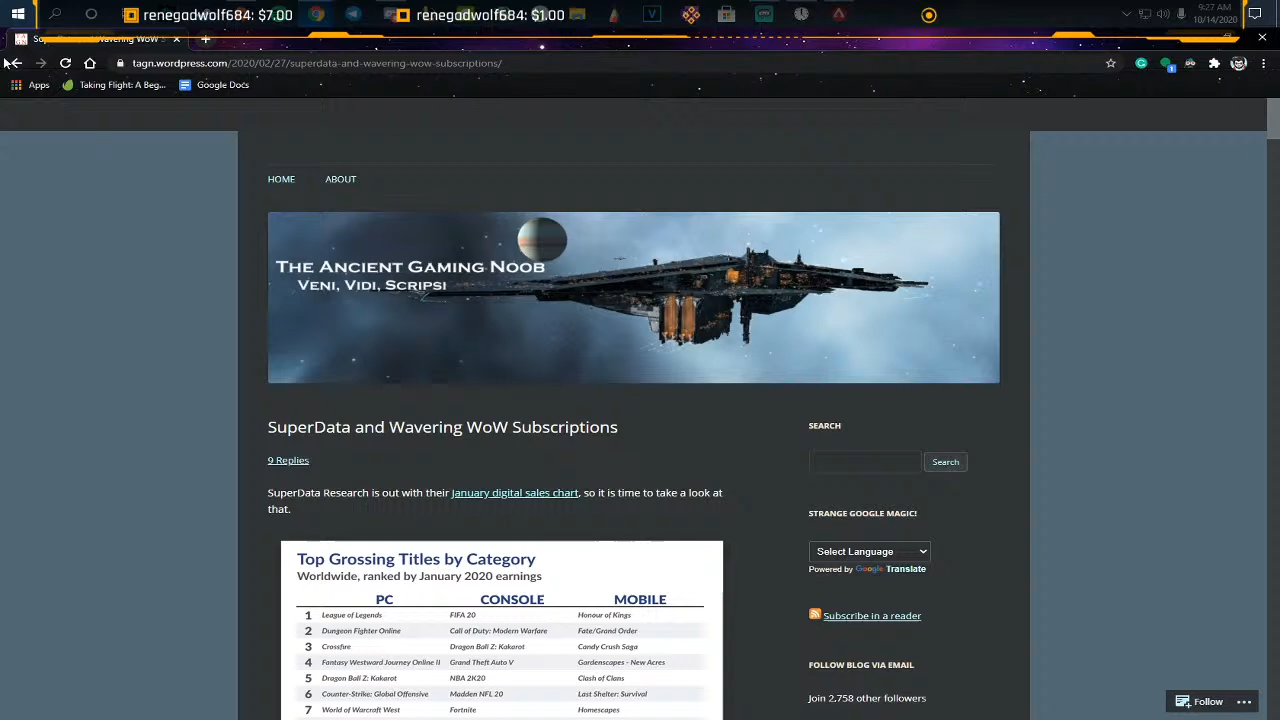 renegadwolf684: $7.00
renegadwolf684: $1.00
9:27 AM
10/14/2020
tagn.wordpress.com/2020/02/27/superdata-and-wavering-wow-subscriptions/
Apps
Taking Flight: A Beg...
Google Docs
HOME
ABOUT
THE ANCIENT GAMING NOOB
VENI, VIDI, SCRIPSI
SuperData and Wavering WoW Subscriptions
9 Replies
SuperData Research is out with their January digital sales chart, so it is time to take a look at
that.
Top Grossing Titles by Category
Worldwide, ranked by January 2020 earnings
PC CONSOLE MOBILE
1 League of Legends FIFA 20 Honour of Kings
2 Dungeon Fighter Online Call of Duty: Modern Warfare Fate/Grand Order
3 Crossfire Dragon Ball Z: Kakarot Candy Crush Saga
4 Fantasy Westward Journey Online II Grand Theft Auto V Gardenscapes - New Acres
5 Dragon Ball Z: Kakarot NBA 2K20 Clash of Clans
6 Counter-Strike: Global Offensive Madden NFL 20 Last Shelter: Survival
7 World of Warcraft West Fortnite Homescapes
SEARCH
Search
STRANGE GOOGLE MAGIC!
Select Language
Powered by Google Translate
Subscribe in a reader
FOLLOW BLOG VIA EMAIL
Join 2,758 other followers
Follow